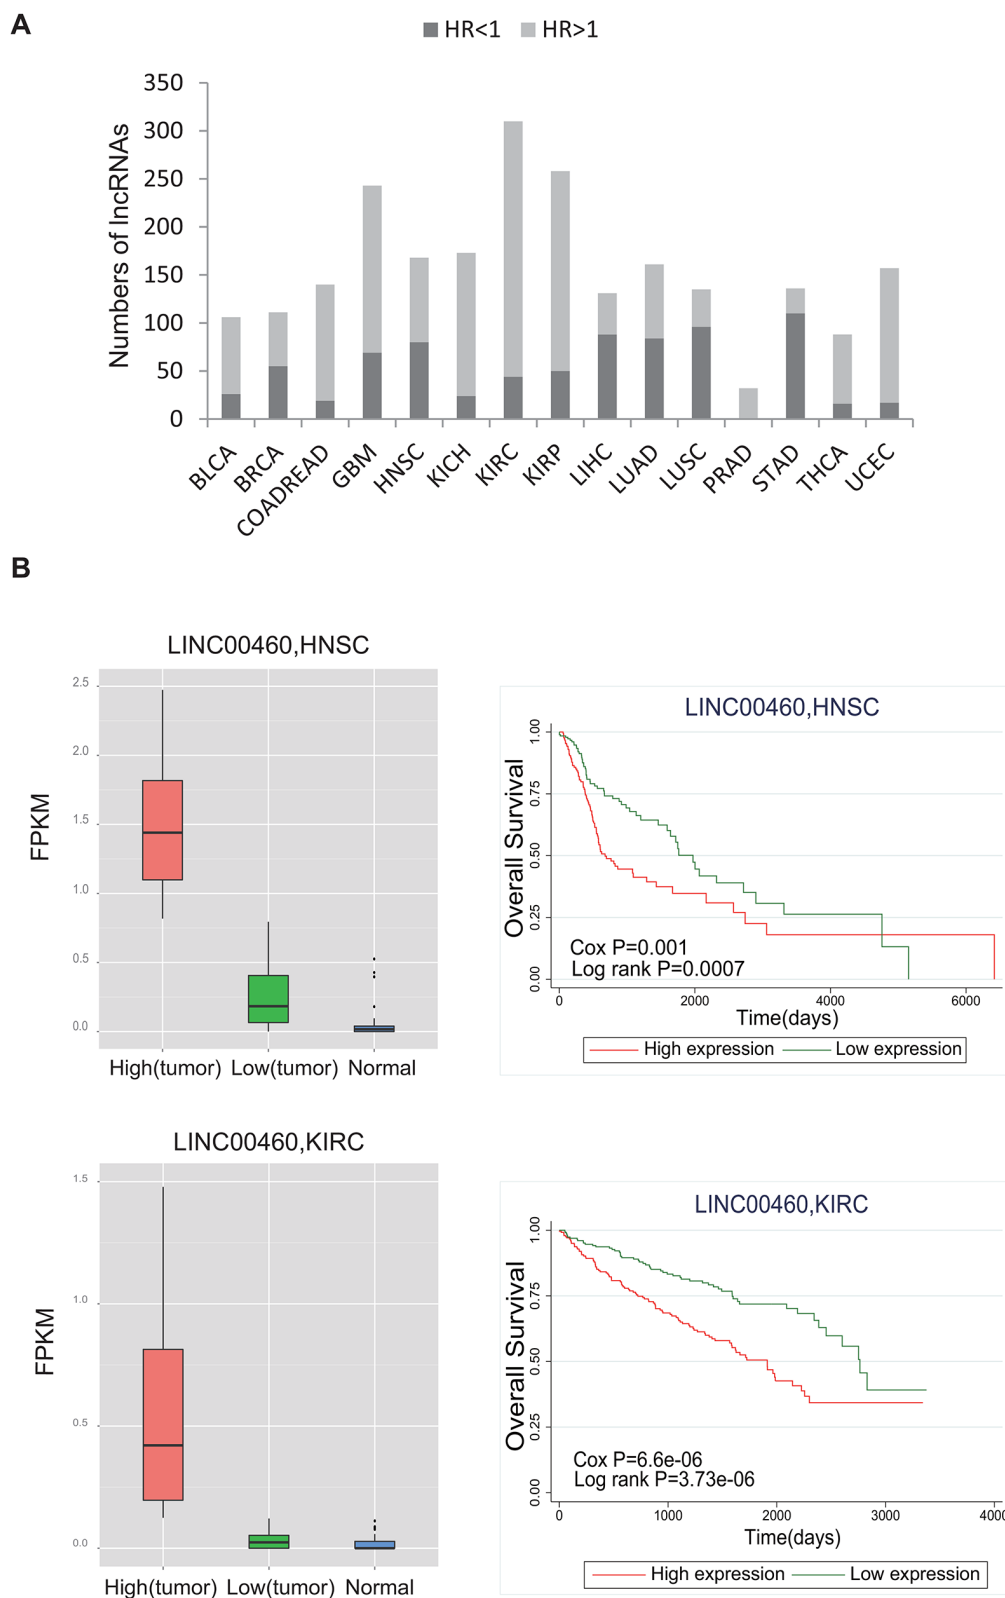 A
HR<1 HR>1
Numbers of lncRNAs
350
300
250
200
150
100
50
0
BLCA BRCA COADREAD GBM HNSC KICH KIRC KIRP LIHC LUAD LUSC PRAD STAD THCA UCEC
B
LINC00460,HNSC
FPKM
2.5
2.0
1.5
1.0
0.5
0.0
High(tumor) Low(tumor) Normal
LINC00460,HNSC
Overall Survival
1.00
0.75
0.50
0.25
0.00
Cox P=0.001
Log rank P=0.0007
0 2000 4000 6000
Time(days)
High expression Low expression
LINC00460,KIRC
FPKM
1.5
1.0
0.5
0.0
High(tumor) Low(tumor) Normal
LINC00460,KIRC
Overall Survival
1.00
0.75
0.50
0.25
0.00
Cox P=6.6e-06
Log rank P=3.73e-06
0 1000 2000 3000 4000
Time(days)
High expression Low expression